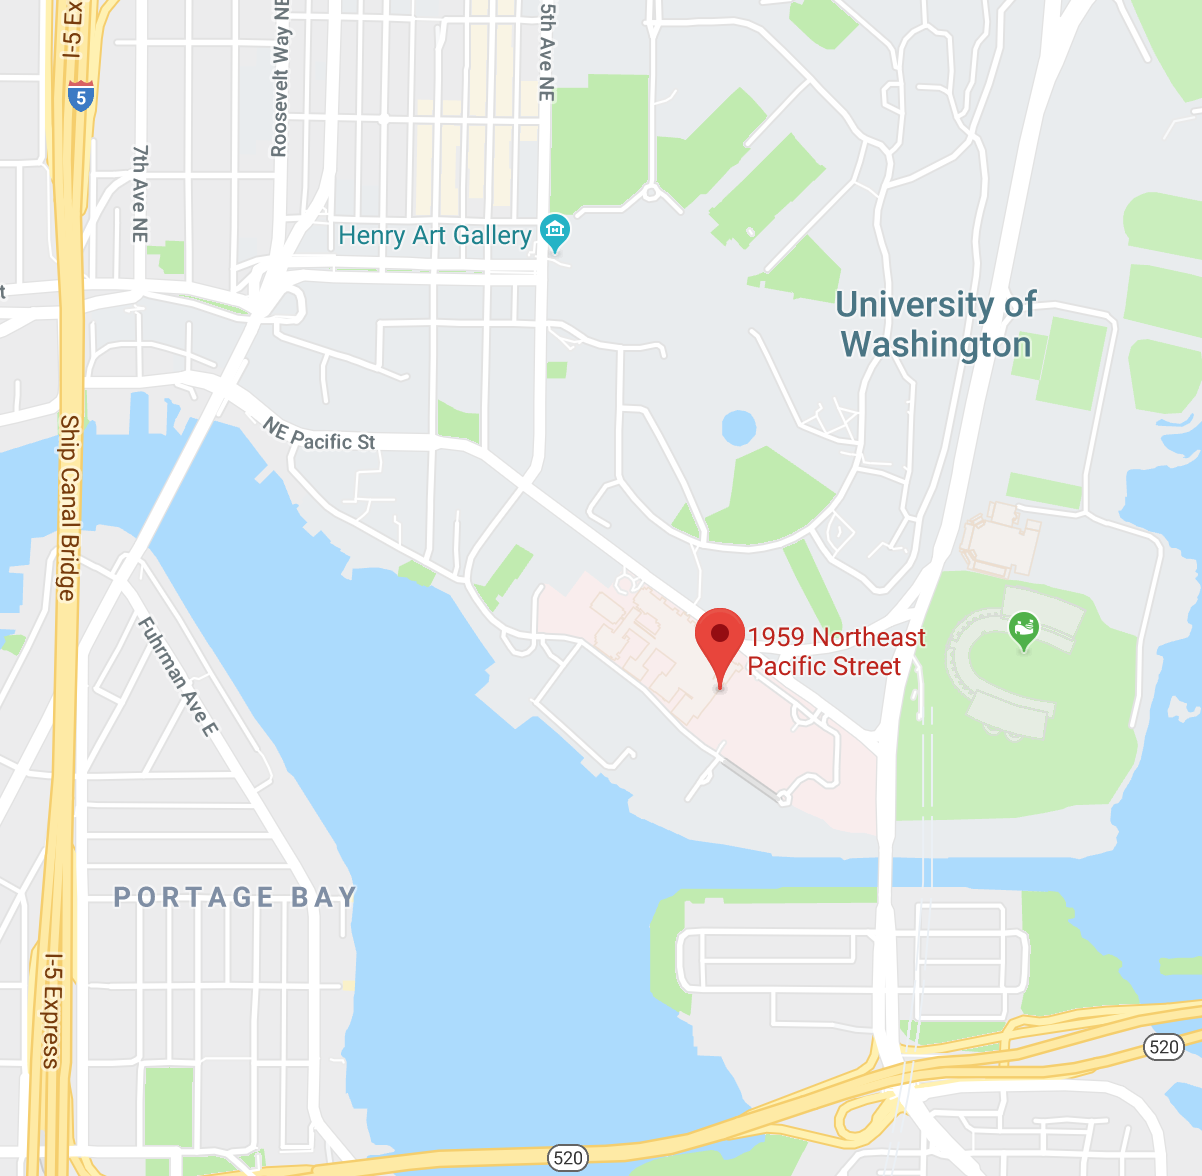 I-5 Ex
5
7th Ave NE
Roosevelt Way NE
5th Ave NE
Henry Art Gallery
University of
Washington
t
NE Pacific St
Ship Canal Bridge
1959 Northeast
Pacific Street
Fuhrman Ave E
PORTAGE BAY
I-5 Express
520
520